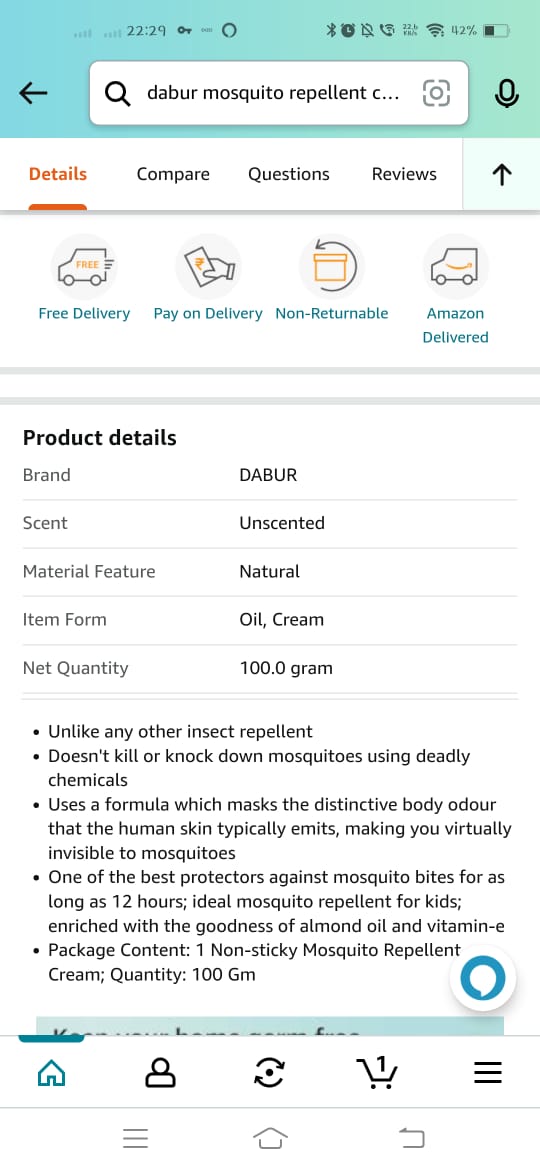 22:29
22.6 KB/s
42%
dabur mosquito repellent c...
Details Compare Questions Reviews
FREE
Free Delivery Pay on Delivery Non-Returnable Amazon Delivered
Product details
Brand DABUR
Scent Unscented
Material Feature Natural
Item Form Oil, Cream
Net Quantity 100.0 gram
• Unlike any other insect repellent
• Doesn't kill or knock down mosquitoes using deadly
chemicals
• Uses a formula which masks the distinctive body odour
that the human skin typically emits, making you virtually
invisible to mosquitoes
• One of the best protectors against mosquito bites for as
long as 12 hours; ideal mosquito repellent for kids;
enriched with the goodness of almond oil and vitamin-e
• Package Content: 1 Non-sticky Mosquito Repellent
Cream; Quantity: 100 Gm
Keep your home germ free
1